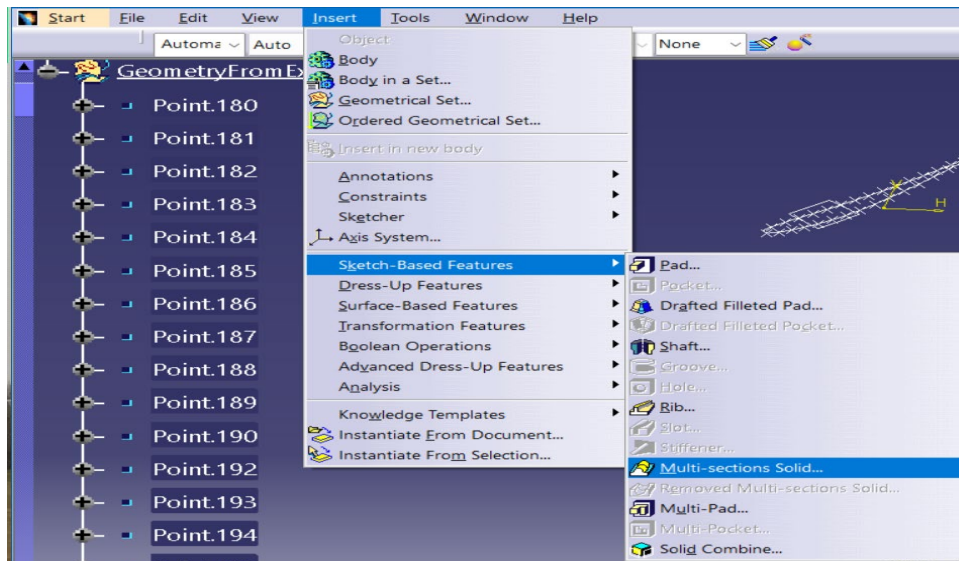 Start File Edit View Insert Tools Window Help
Automa Auto None
GeometryFromEx
Point.180
Point.181
Point.182
Point.183
Point.184
Point.185
Point.186
Point.187
Point.188
Point.189
Point.190
Point.192
Point.193
Point.194
Object
Body
Body in a Set...
Geometrical Set...
Ordered Geometrical Set...
Insert in new body
Annotations
Constraints
Sketcher
Axis System...
Sketch-Based Features
Dress-Up Features
Surface-Based Features
Transformation Features
Boolean Operations
Advanced Dress-Up Features
Analysis
Knowledge Templates
Instantiate From Document...
Instantiate From Selection...
H
Pad...
Pocket...
Drafted Filleted Pad...
Drafted Filleted Pocket...
Shaft...
Groove...
Hole...
Rib...
Slot...
Stiffener...
Multi-sections Solid...
Removed Multi-sections Solid...
Multi-Pad...
Multi-Pocket...
Solid Combine...